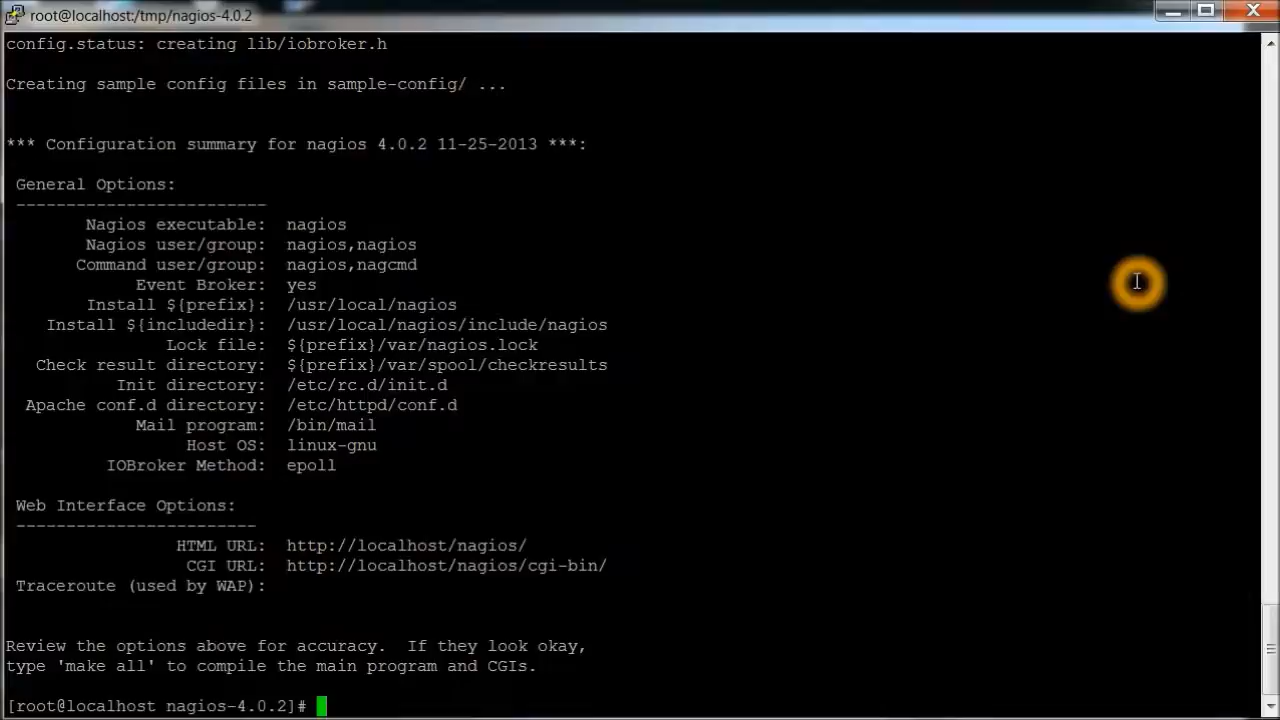 root@localhost:/tmp/nagios-4.0.2
config.status: creating lib/iobroker.h
Creating sample config files in sample-config/ ...
*** Configuration summary for nagios 4.0.2 11-25-2013 ***:
General Options:
-------------------------
Nagios executable:  nagios
Nagios user/group:  nagios,nagios
Command user/group:  nagios,nagcmd
Event Broker:  yes
Install ${prefix}:  /usr/local/nagios
Install ${includedir}:  /usr/local/nagios/include/nagios
Lock file:  ${prefix}/var/nagios.lock
Check result directory:  ${prefix}/var/spool/checkresults
Init directory:  /etc/rc.d/init.d
Apache conf.d directory:  /etc/httpd/conf.d
Mail program:  /bin/mail
Host OS:  linux-gnu
IOBroker Method:  epoll
Web Interface Options:
------------------------
HTML URL:  http://localhost/nagios/
CGI URL:  http://localhost/nagios/cgi-bin/
Traceroute (used by WAP):
Review the options above for accuracy.  If they look okay,
type 'make all' to compile the main program and CGIs.
[root@localhost nagios-4.0.2]#